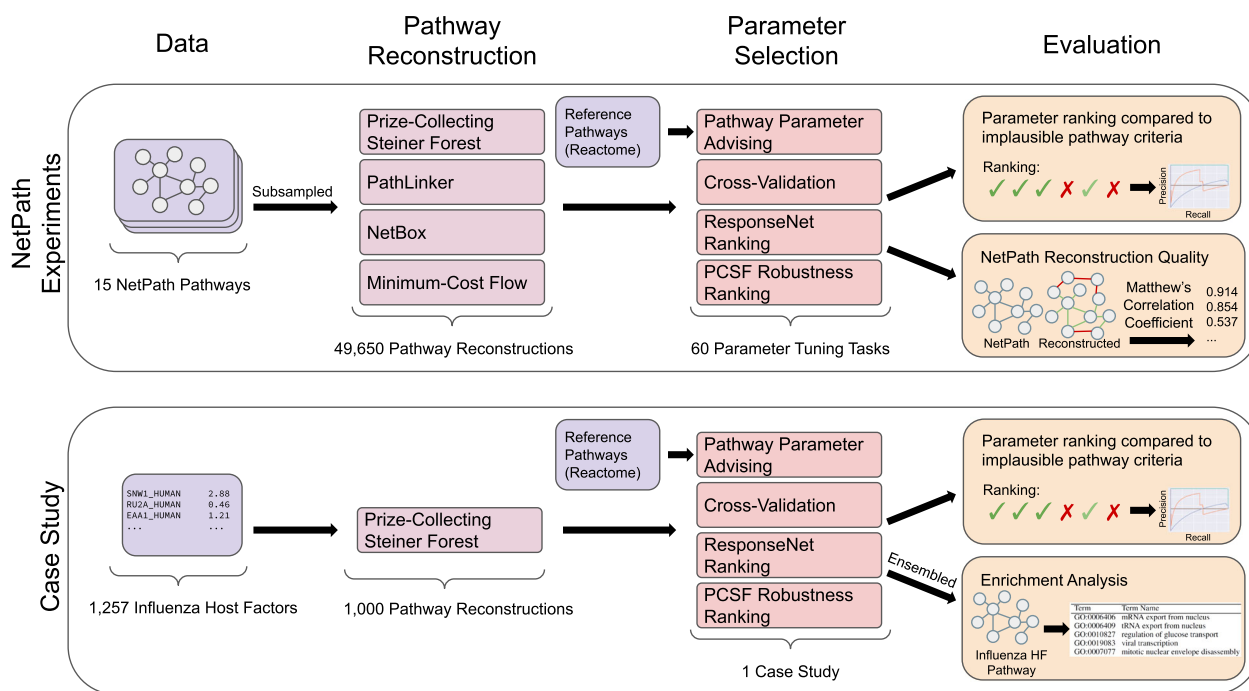 Data
Pathway
Reconstruction
Parameter
Selection
Evaluation
NetPath
Experiments
15 NetPath Pathways
Subsampled
Prize-Collecting
Steiner Forest
PathLinker
NetBox
Minimum-Cost Flow
49,650 Pathway Reconstructions
Reference
Pathways
(Reactome)
Pathway Parameter
Advising
Cross-Validation
ResponseNet
Ranking
PCSF Robustness
Ranking
60 Parameter Tuning Tasks
Parameter ranking compared to
implausible pathway criteria
Ranking:
✓ ✓ ✓ ✗ ✓ ✗
Precision
Recall
NetPath Reconstruction Quality
NetPath
Reconstructed
Matthew's
Correlation
Coefficient
0.914
0.854
0.537
...
Case Study
SNW1_HUMAN 2.88
RU2A_HUMAN 0.46
EAA1_HUMAN 1.21
... ...
1,257 Influenza Host Factors
Prize-Collecting
Steiner Forest
1,000 Pathway Reconstructions
Reference
Pathways
(Reactome)
Pathway Parameter
Advising
Cross-Validation
ResponseNet
Ranking
PCSF Robustness
Ranking
1 Case Study
Ensembled
Parameter ranking compared to
implausible pathway criteria
Ranking:
✓ ✓ ✓ ✗ ✓ ✗
Precision
Recall
Enrichment Analysis
Influenza HF
Pathway
Term Term Name
GO:0006406 mRNA export from nucleus
GO:0006409 tRNA export from nucleus
GO:0010827 regulation of glucose transport
GO:0019083 viral transcription
GO:0007077 mitotic nuclear envelope disassembly